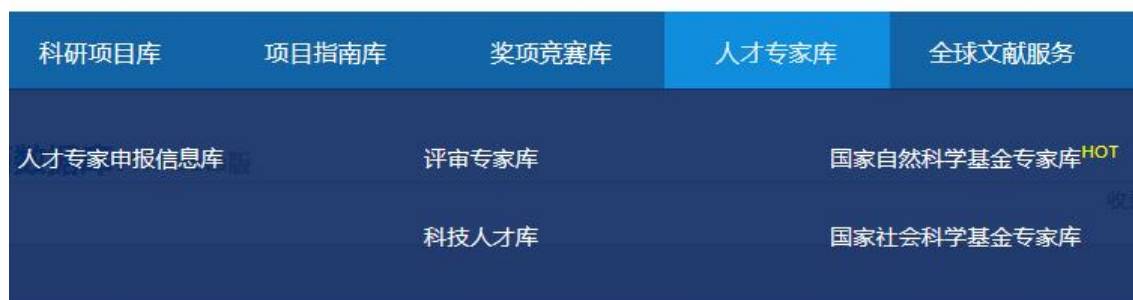 科研项目库 项目指南库 奖项竞赛库 人才专家库 全球文献服务
人才专家申报信息库 评审专家库 国家自然科学基金专家库HOT
科技人才库 国家社会科学基金专家库